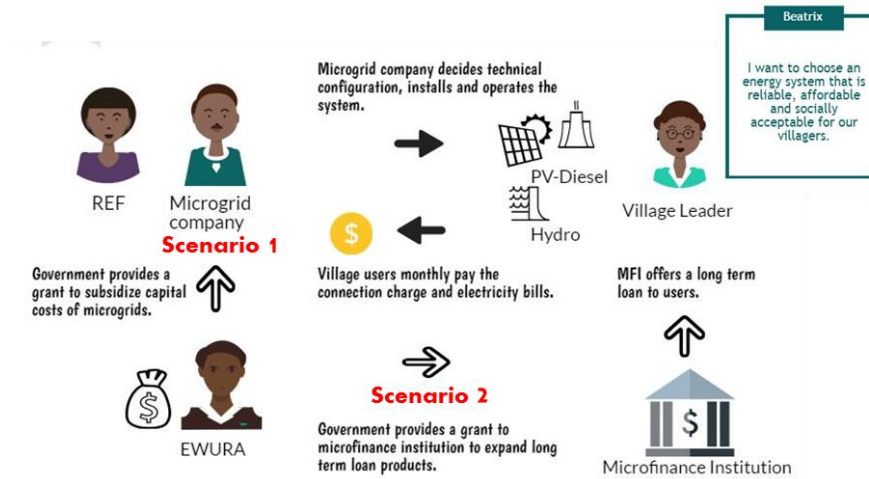 Beatrix
I want to choose an
energy system that is
reliable, affordable
and socially
acceptable for our
villagers.
Microgrid company decides technical
configuration, installs and operates the
system.
REF
Microgrid
company
Scenario 1
PV-Diesel
Hydro
Village Leader
$
Government provides a
grant to subsidize capital
costs of microgrids.
Village users monthly pay the
connection charge and electricity bills.
MFI offers a long term
loan to users.
$
EWURA
Scenario 2
Government provides a grant to
microfinance institution to expand long
term loan products.
$
Microfinance Institution